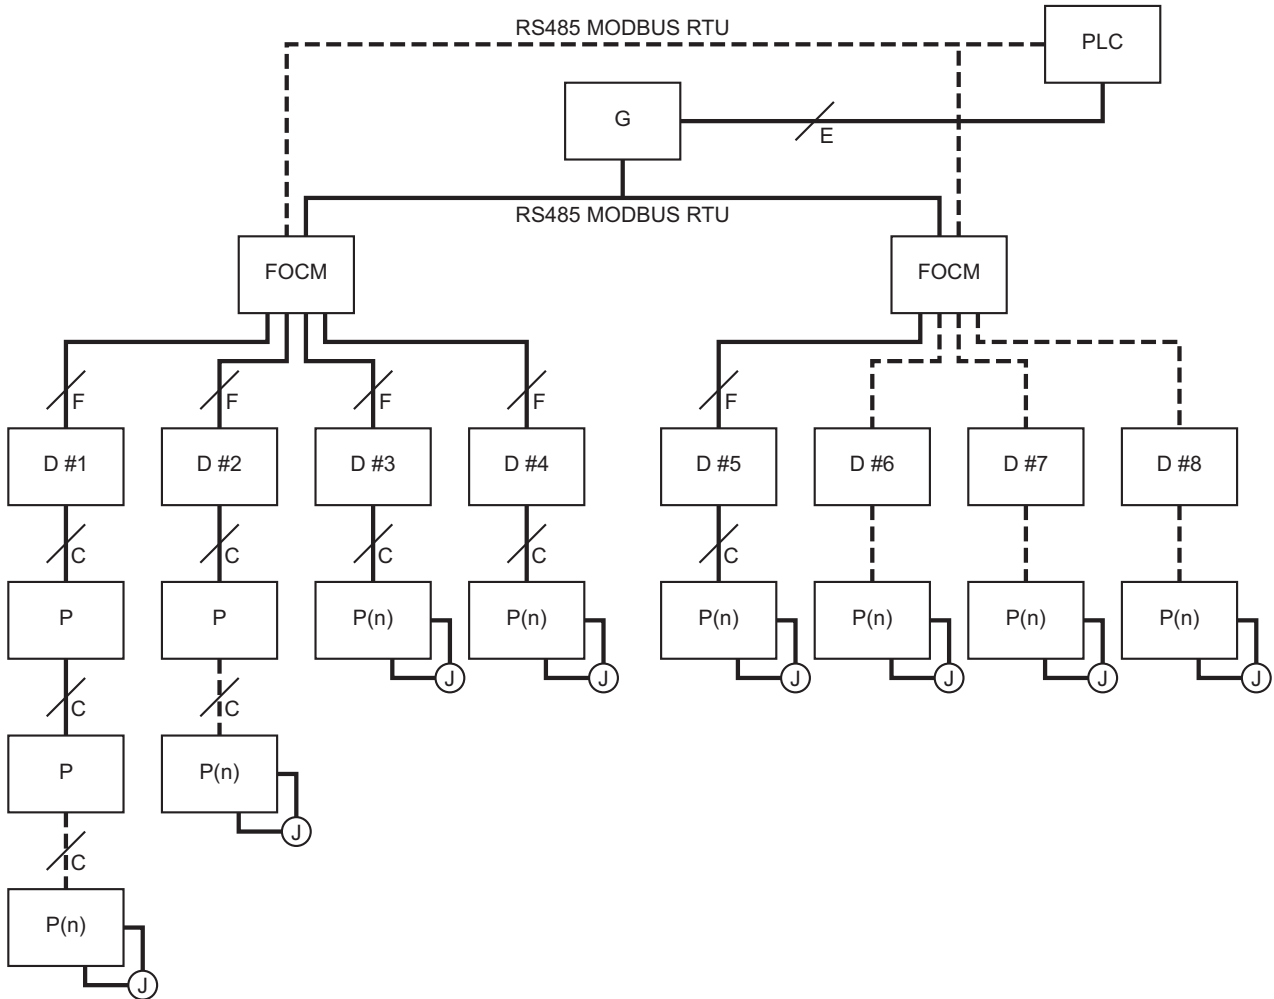 RS485 MODBUS RTU
PLC
G
E
RS485 MODBUS RTU
FOCM
FOCM
F
F
F
F
F
D #1
D #2
D #3
D #4
D #5
D #6
D #7
D #8
C
C
C
C
C
P
P
P(n)
P(n)
P(n)
P(n)
P(n)
P(n)
J
J
J
J
J
J
C
C
P
P(n)
J
C
P(n)
J